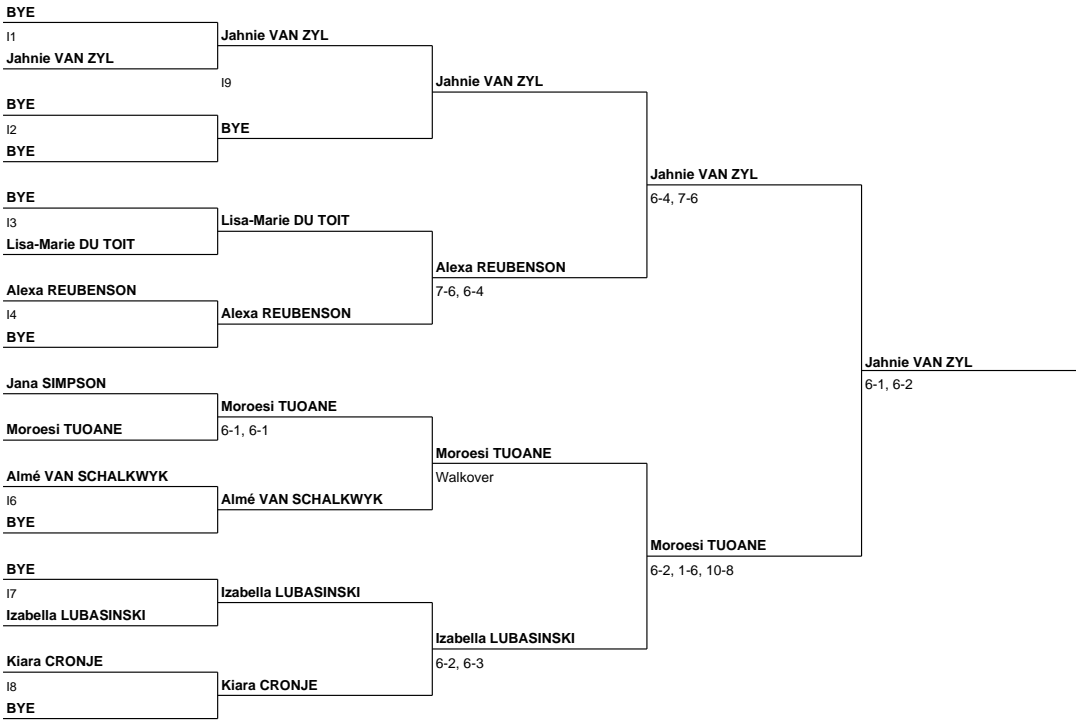 BYE
I1
Jahnie VAN ZYL
BYE
I2
BYE
BYE
I3
Lisa-Marie DU TOIT
Alexa REUBENSON
I4
BYE
Jana SIMPSON
Moroesi TUOANE
Almé VAN SCHALKWYK
I6
BYE
BYE
I7
Izabella LUBASINSKI
Kiara CRONJE
I8
BYE
Jahnie VAN ZYL
I9
BYE
Lisa-Marie DU TOIT
Alexa REUBENSON
Moroesi TUOANE
6-1, 6-1
Almé VAN SCHALKWYK
Izabella LUBASINSKI
Kiara CRONJE
Jahnie VAN ZYL
Alexa REUBENSON
7-6, 6-4
Moroesi TUOANE
Walkover
Izabella LUBASINSKI
6-2, 6-3
Jahnie VAN ZYL
6-4, 7-6
Moroesi TUOANE
6-2, 1-6, 10-8
Jahnie VAN ZYL
6-1, 6-2